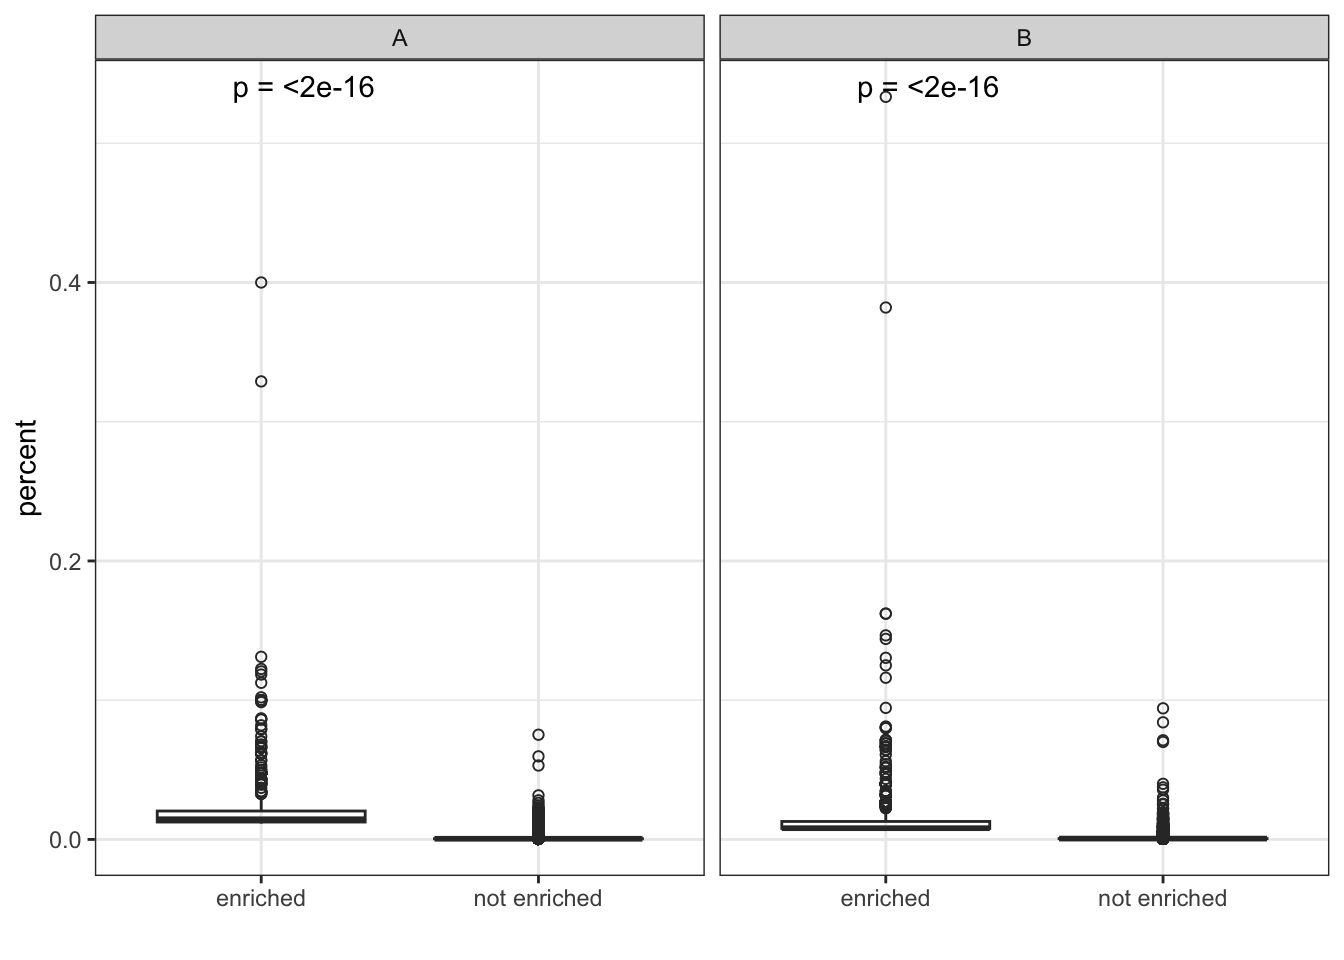 A
B
p = <2e-16
p = <2e-16
percent
0.4
0.2
0.0
enriched
not enriched
enriched
not enriched